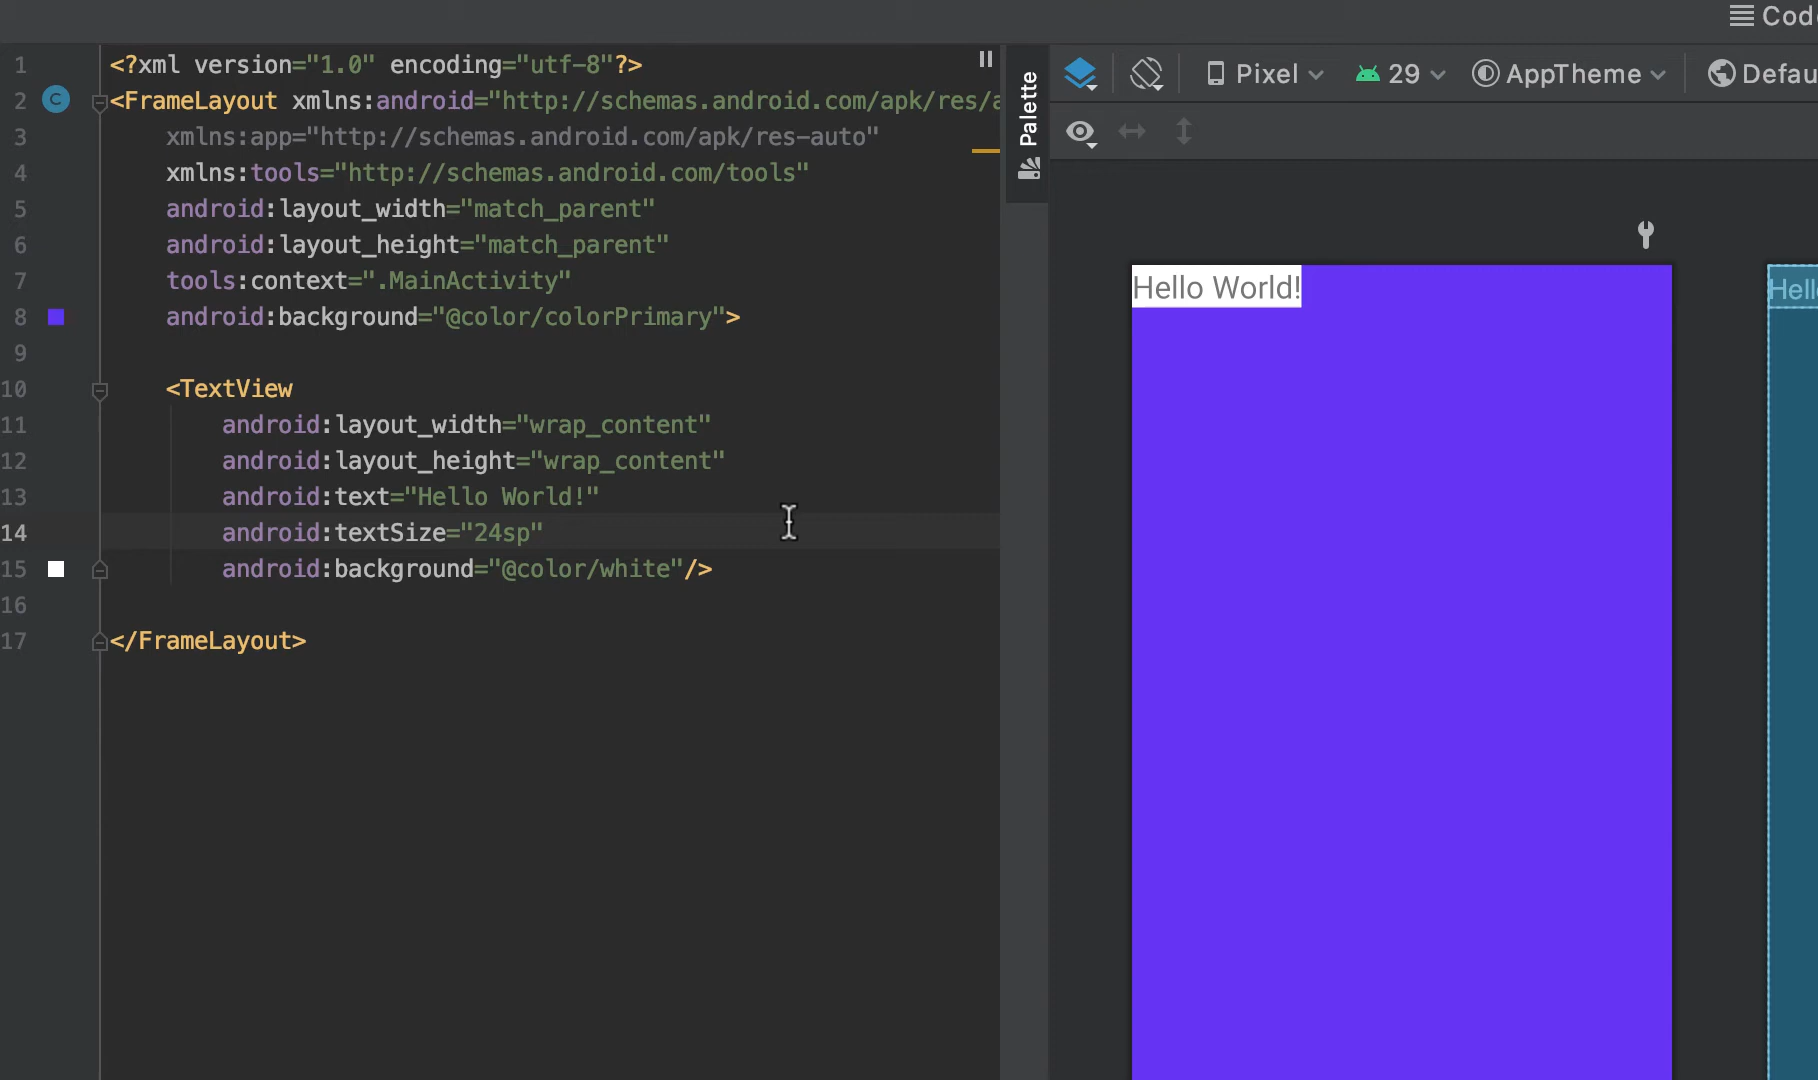 Code
1 <?xml version="1.0" encoding="utf-8"?>
2 <FrameLayout xmlns:android="http://schemas.android.com/apk/res/a
3 xmlns:app="http://schemas.android.com/apk/res-auto"
4 xmlns:tools="http://schemas.android.com/tools"
5 android:layout_width="match_parent"
6 android:layout_height="match_parent"
7 tools:context=".MainActivity"
8 android:background="@color/colorPrimary">
9
10 <TextView
11 android:layout_width="wrap_content"
12 android:layout_height="wrap_content"
13 android:text="Hello World!"
14 android:textSize="24sp"
15 android:background="@color/white"/>
16
17 </FrameLayout>
C
Palette
Pixel 29 AppTheme Defau
Hello World!
Hell